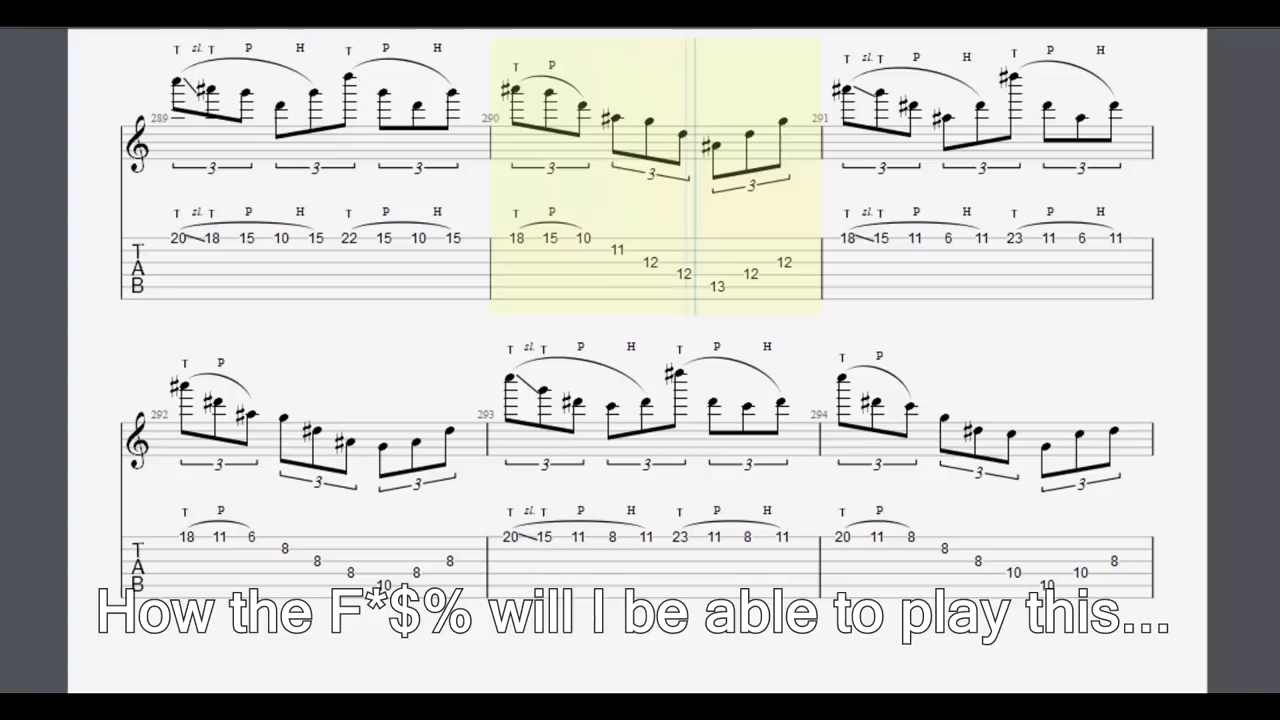 T sl. T P H T P H T P T sl. T P H T P H
289 290 291
3 3 3 3 3 3 3 3 3
T sl. T P H T P H T P T sl. T P H T P H
20 18 15 10 15 22 15 10 15 18 15 10 18 15 11 6 11 23 11 6 11
T 11
A 12 12 12
B 13
T P T sl. T P H T P H T P
292 293 294
3 3 3 3 3 3 3 3 3
T P T sl. T P H T P H T P
18 11 6 20 15 11 8 11 23 11 8 11 20 11 8
T 8 8
A 8 8 8 8
8 8 10 10
B 10 10
How the F*$% will I be able to play this...